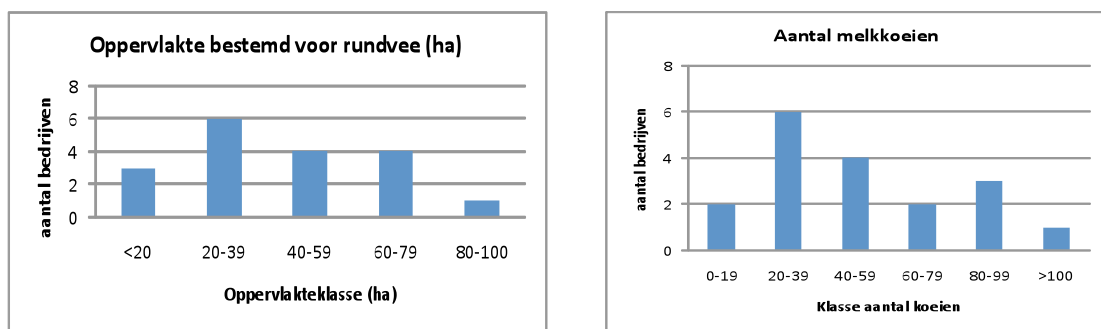 Oppervlakte bestemd voor rundvee (ha)
aantal bedrijven
8
6
4
2
0
<20 20-39 40-59 60-79 80-100
Oppervlakteklasse (ha)
Aantal melkkoeien
aantal bedrijven
8
6
4
2
0
0-19 20-39 40-59 60-79 80-99 >100
Klasse aantal koeien